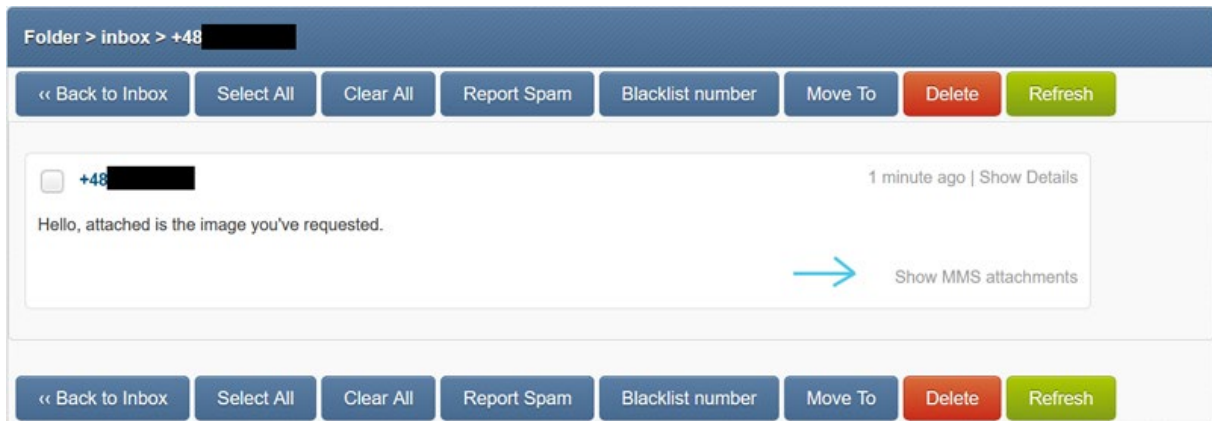 Folder > inbox > +48
‹‹ Back to Inbox Select All Clear All Report Spam Blacklist number Move To Delete Refresh
+48 1 minute ago | Show Details
Hello, attached is the image you've requested.
Show MMS attachments
‹‹ Back to Inbox Select All Clear All Report Spam Blacklist number Move To Delete Refresh